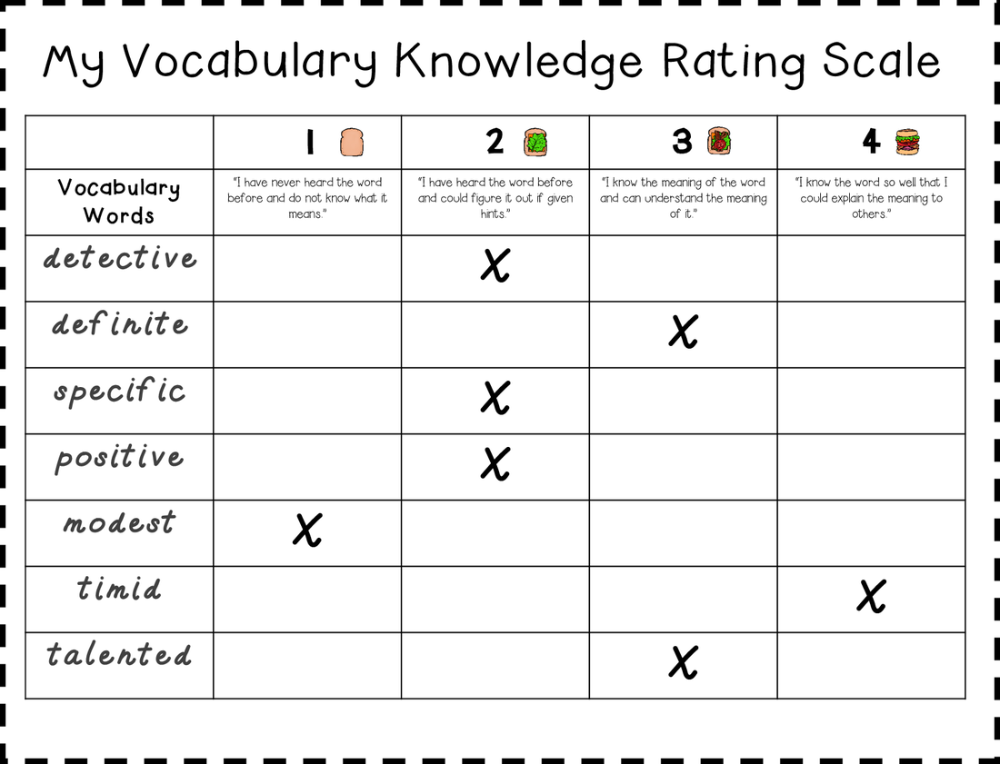 My Vocabulary Knowledge Rating Scale
1 2 3 4
Vocabulary
Words
"I have never heard the word
before and do not know what it
means."
"I have heard the word before
and could figure it out if given
hints."
"I know the meaning of the word
and can understand the meaning
of it."
"I know the word so well that I
could explain the meaning to
others."
detective X
definite X
specific X
positive X
modest X
timid X
talented X